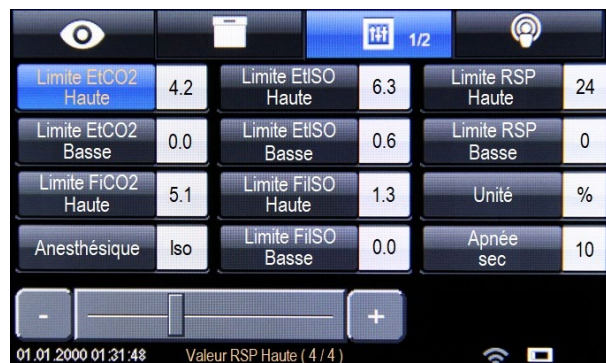 1/2
Limite EtCO2
Haute
4.2
Limite EtISO
Haute
6.3
Limite RSP
Haute
24
Limite EtCO2
Basse
0.0
Limite EtISO
Basse
0.6
Limite RSP
Basse
0
Limite FiCO2
Haute
5.1
Limite FiISO
Haute
1.3
Unité
%
Anesthésique
Iso
Limite FiISO
Basse
0.0
Apnée
sec
10
-
+
01.01.2000 01:31:48 Valeur RSP Haute ( 4 / 4 )